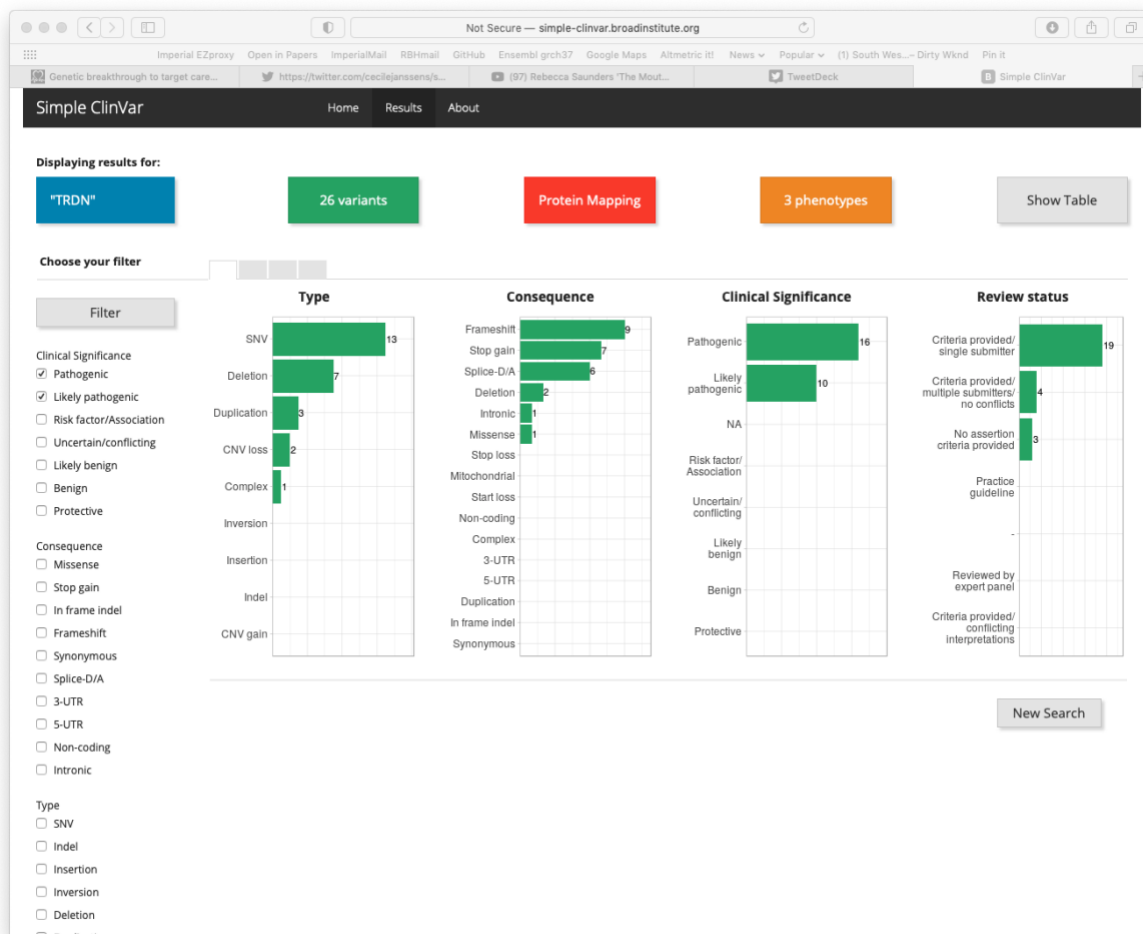 Not Secure — simple-clinvar.broadinstitute.org
Imperial EZproxy Open in Papers ImperialMail RBHmail GitHub Ensembl grch37 Google Maps Altmetric it! News Popular (1) South Wes...– Dirty Wknd Pin it
Genetic breakthrough to target care... https://twitter.com/cecilejanssens/s... (97) Rebecca Saunders 'The Mout... TweetDeck B Simple ClinVar
Simple ClinVar Home Results About
Displaying results for:
"TRDN" 26 variants Protein Mapping 3 phenotypes Show Table
Choose your filter
Filter
Clinical Significance
Pathogenic
Likely pathogenic
Risk factor/Association
Uncertain/conflicting
Likely benign
Benign
Protective
Consequence
Missense
Stop gain
In frame indel
Frameshift
Synonymous
Splice-D/A
3-UTR
5-UTR
Non-coding
Intronic
Type
SNV
Indel
Insertion
Inversion
Deletion
Type
SNV 13
Deletion 7
Duplication 3
CNV loss 2
Complex 1
Inversion
Insertion
Indel
CNV gain
Consequence
Frameshift 9
Stop gain 7
Splice-D/A 6
Deletion 2
Intronic 1
Missense 1
Stop loss
Mitochondrial
Start loss
Non-coding
Complex
3-UTR
5-UTR
Duplication
In frame indel
Synonymous
Clinical Significance
Pathogenic 16
Likely
pathogenic 10
NA
Risk factor/
Association
Uncertain/
conflicting
Likely
benign
Benign
Protective
Review status
Criteria provided/
single submitter 19
Criteria provided/
multiple submitters/
no conflicts 4
No assertion
criteria provided 3
Practice
guideline
-
Reviewed by
expert panel
Criteria provided/
conflicting
interpretations
New Search